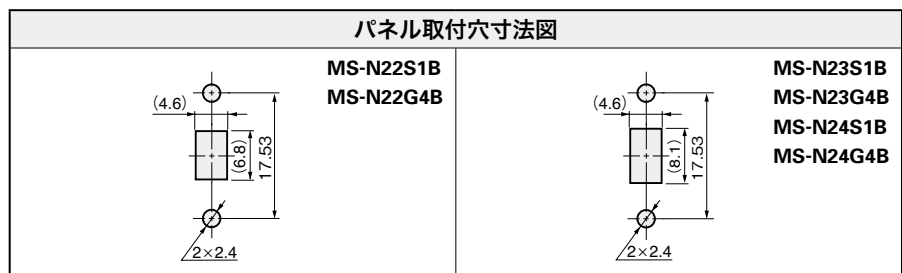 パネル取付穴寸法図
MS-N22S1B
MS-N22G4B
(4.6)
(6.8)
17.53
2×2.4
MS-N23S1B
MS-N23G4B
MS-N24S1B
MS-N24G4B
(4.6)
(8.1)
17.53
2×2.4